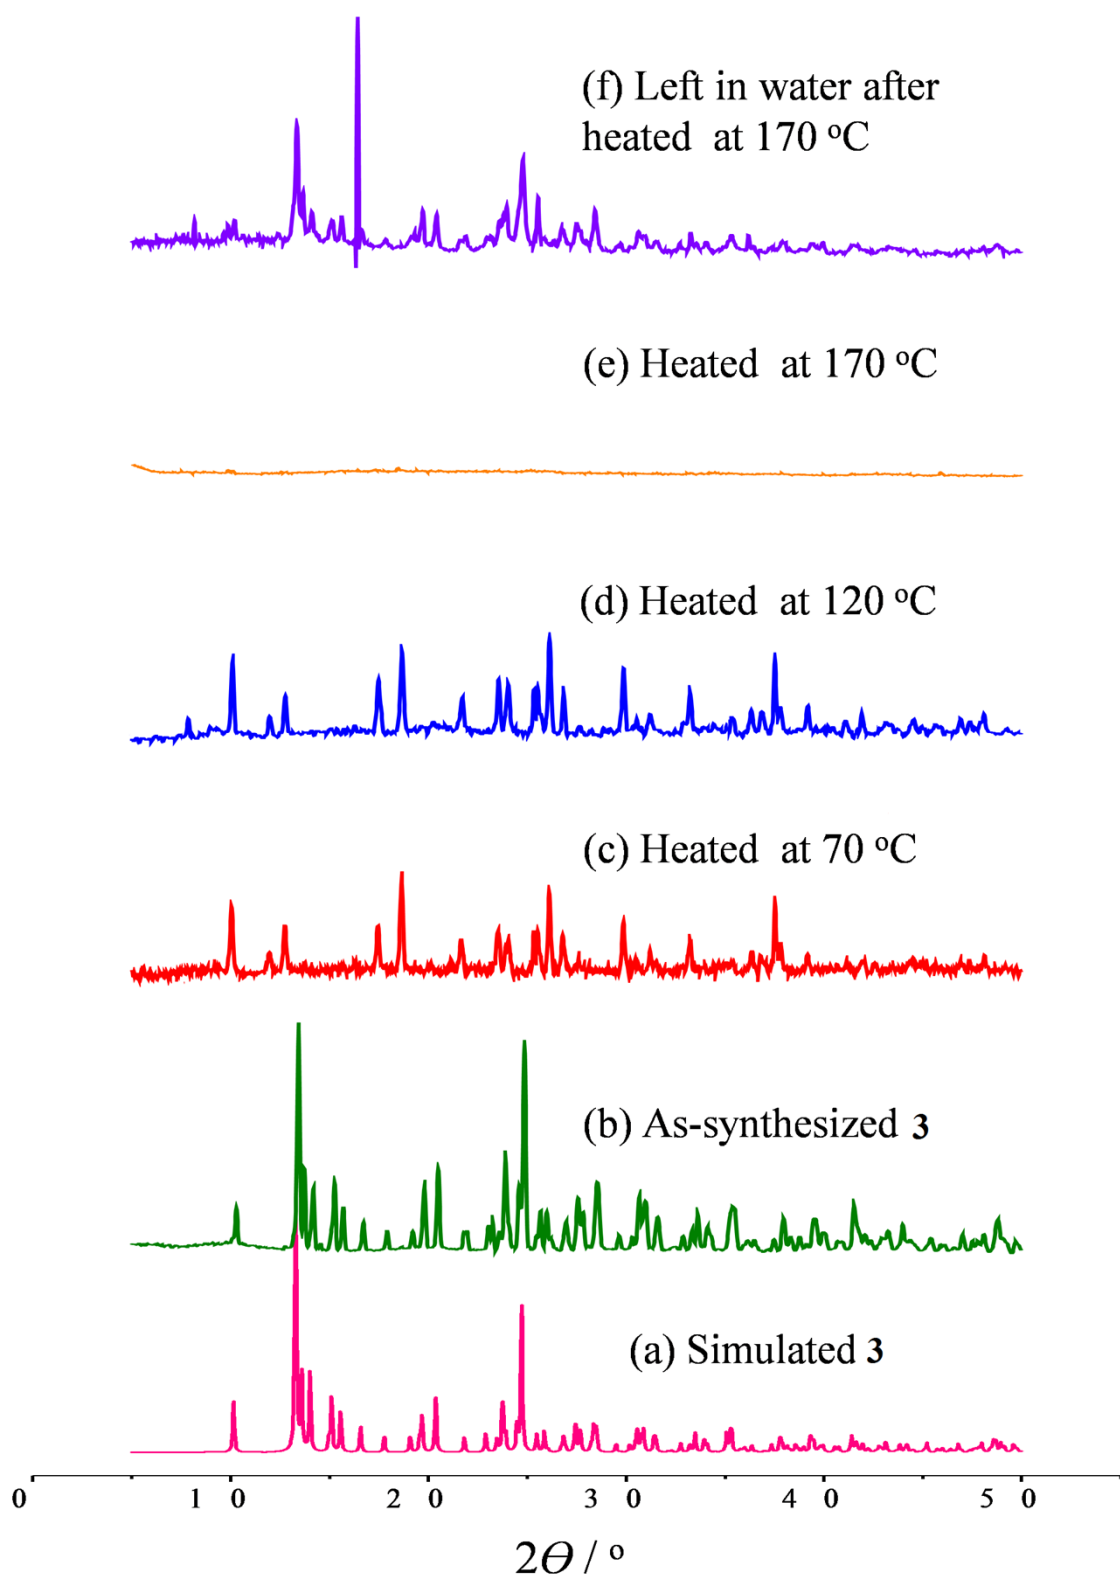 (f) Left in water after
heated at 170 °C
(e) Heated at 170 °C
(d) Heated at 120 °C
(c) Heated at 70 °C
(b) As-synthesized 3
(a) Simulated 3
0 1 0 2 0 3 0 4 0 5 0
2Θ / °